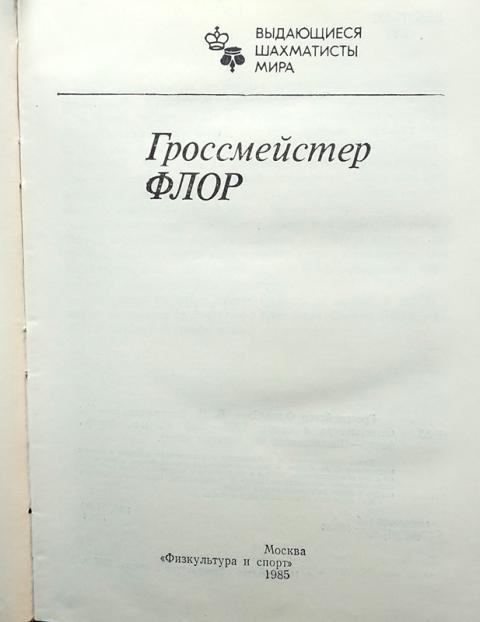 ВЫДАЮЩИЕСЯ
ШАХМАТИСТЫ
МИРА
Гроссмейстер
ФЛОР
Москва
«Физкультура и спорт»
1985